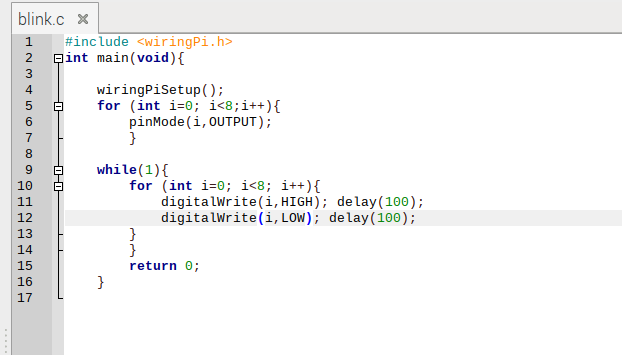 blink.c
1 #include <wiringPi.h>
2 int main(void){
3
4     wiringPiSetup();
5     for (int i=0; i<8;i++){
6         pinMode(i,OUTPUT);
7         }
8
9     while(1){
10         for (int i=0; i<8; i++){
11             digitalWrite(i,HIGH); delay(100);
12             digitalWrite(i,LOW); delay(100);
13         }
14         }
15         return 0;
16     }
17